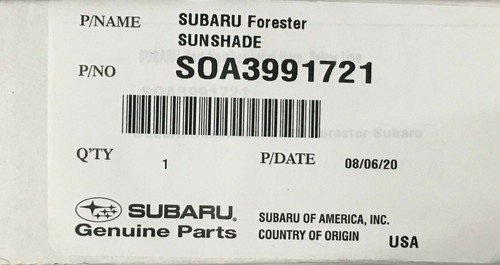 P/NAME SUBARU Forester
SUNSHADE
P/NO SOA3991721
Q'TY 1 P/DATE 08/06/20
SUBARU®
Genuine Parts
SUBARU OF AMERICA, INC.
COUNTRY OF ORIGIN USA